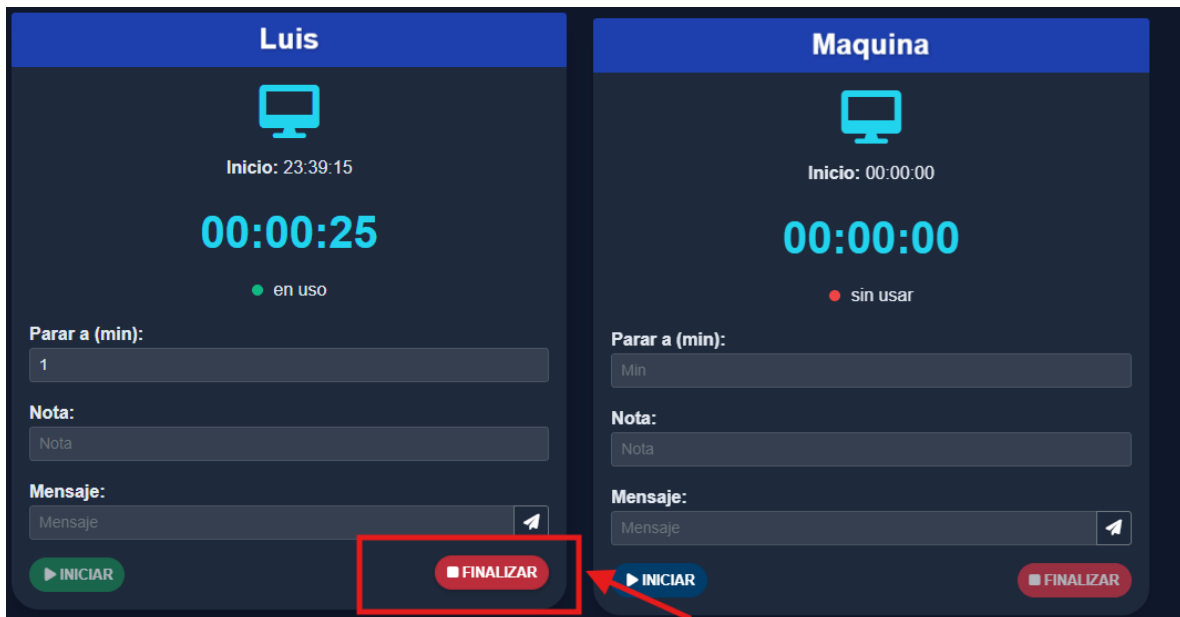 Luis
Inicio: 23:39:15
00:00:25
en uso
Parar a (min):
1
Nota:
Nota
Mensaje:
Mensaje
INICIAR
FINALIZAR
Maquina
Inicio: 00:00:00
00:00:00
sin usar
Parar a (min):
Min
Nota:
Nota
Mensaje:
Mensaje
INICIAR
FINALIZAR